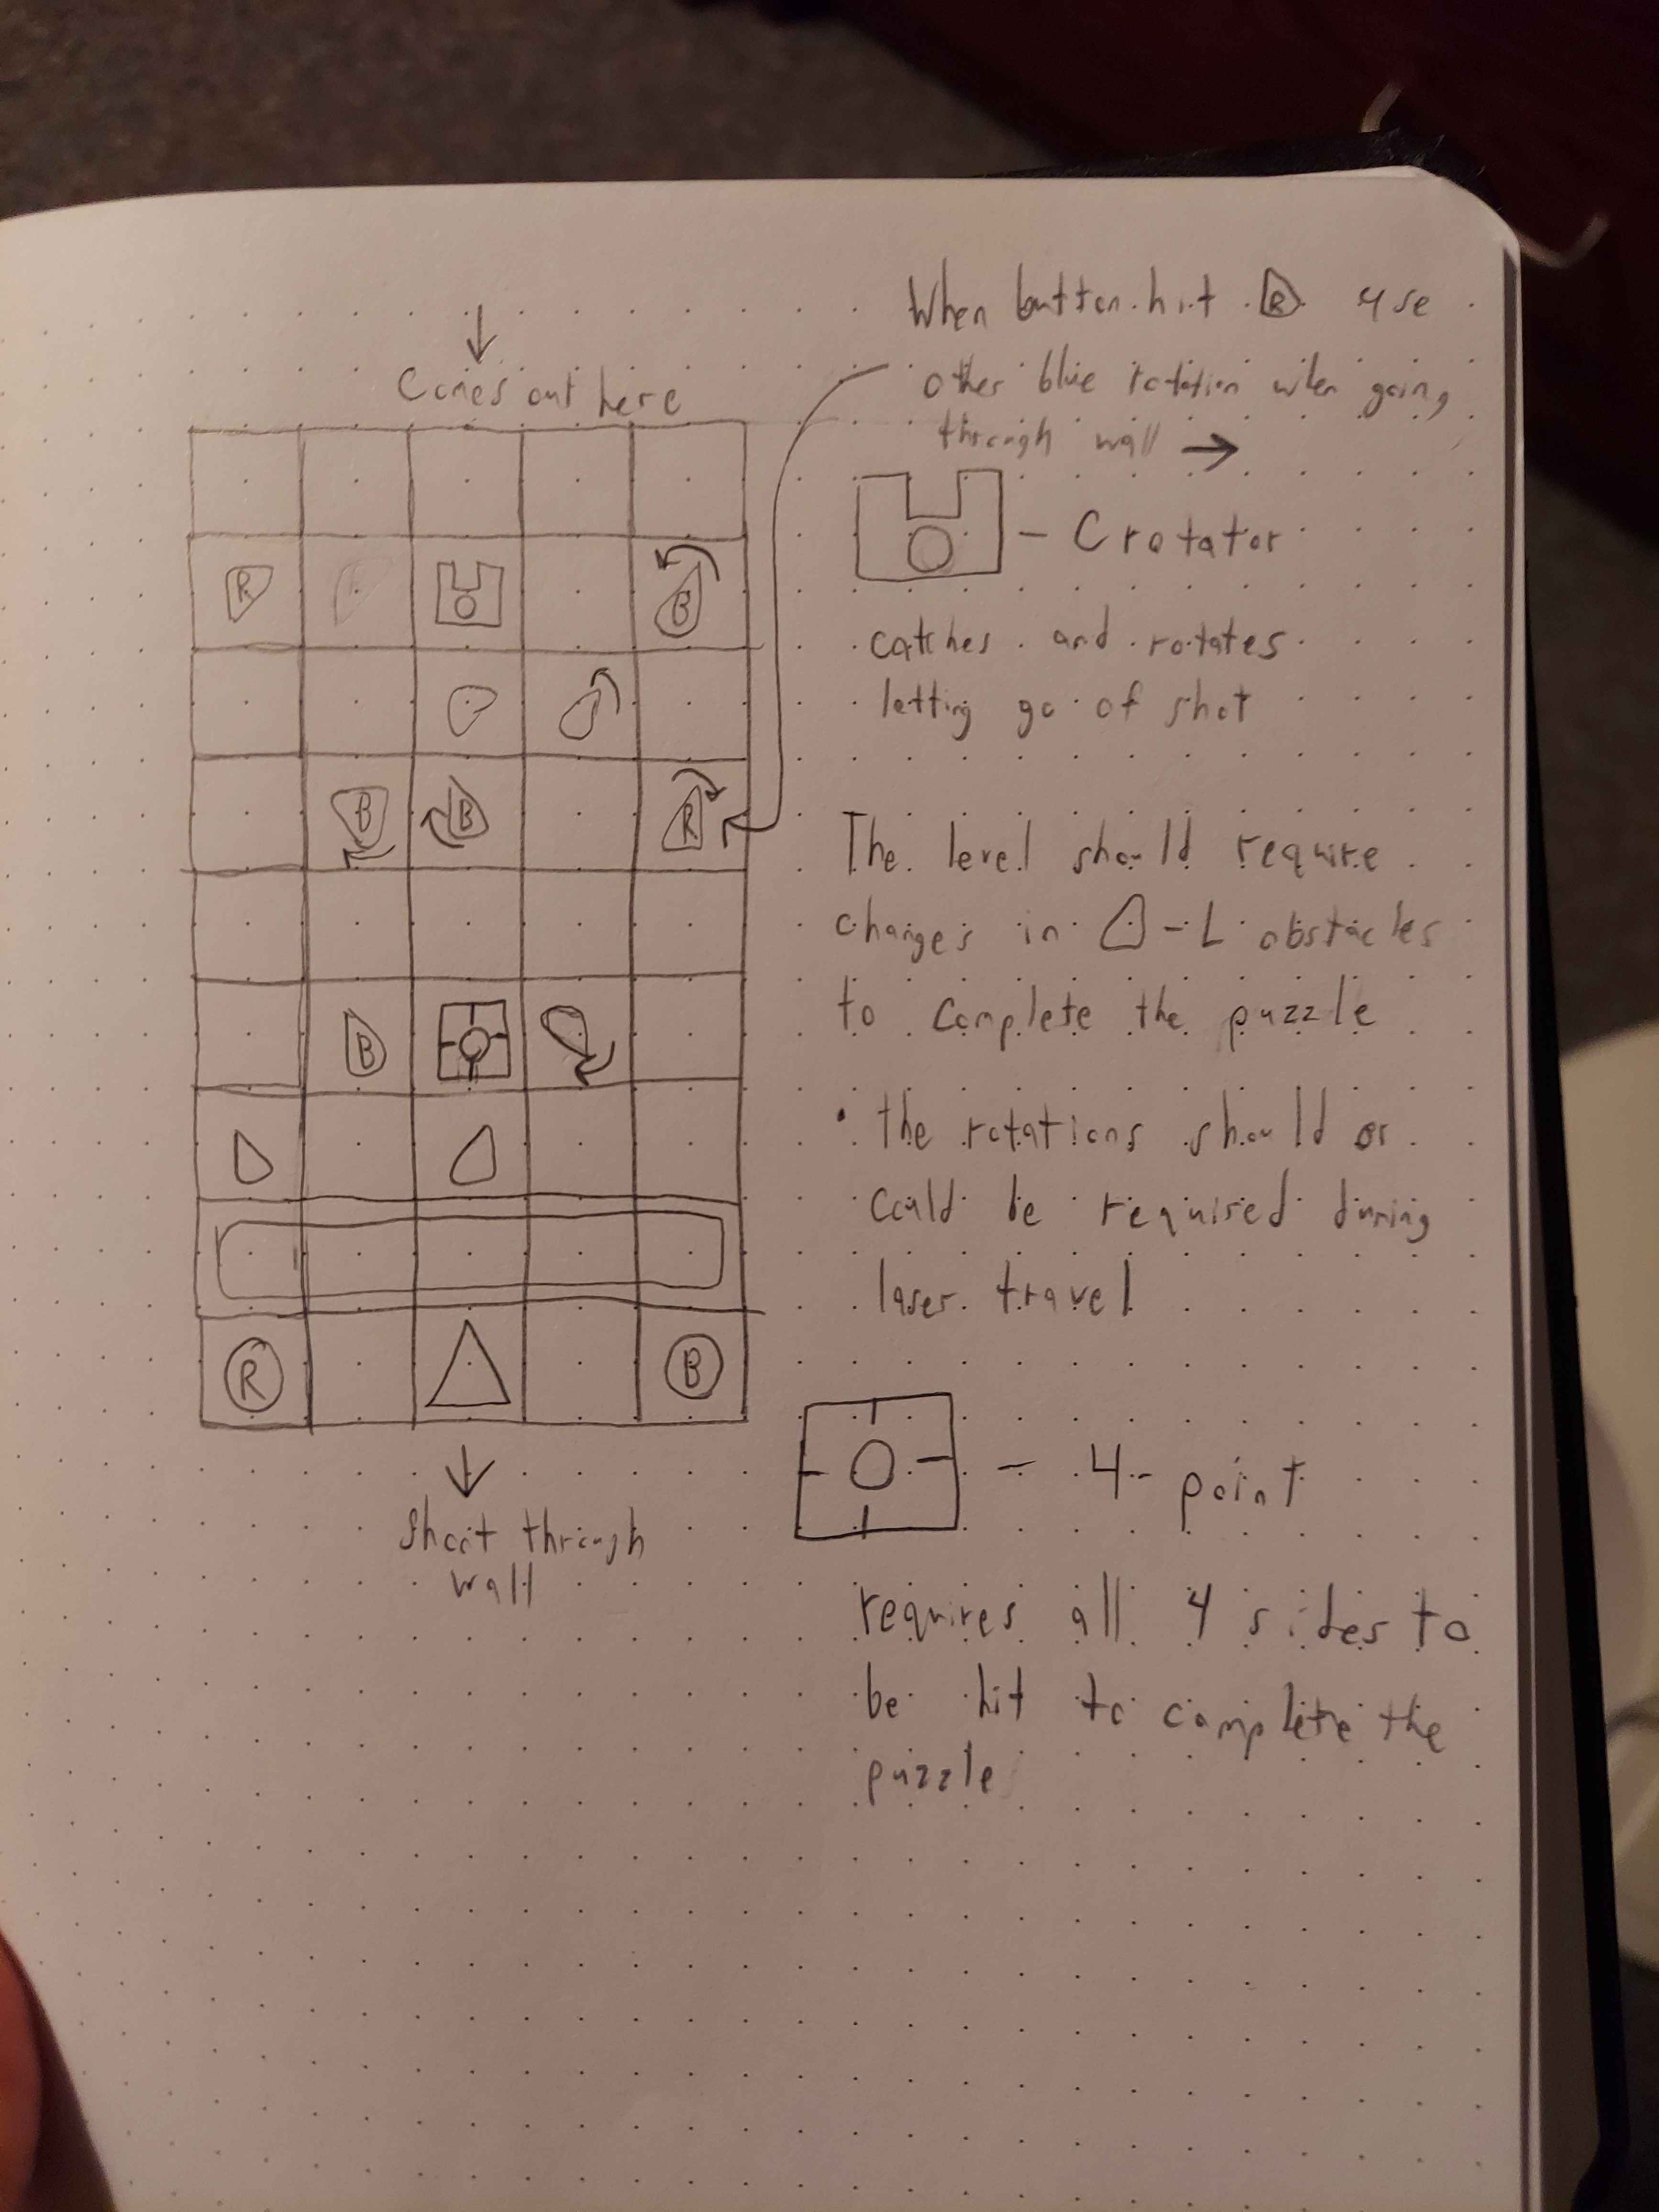 Comes out here
When button hit R use
other blue rotation when going
through wall →
R
B
- Crotator
catches and rotates
letting go of shot
B
B
R
The level should require
changes in - L obstacles
to complete the puzzle
B
• the rotations should or
could be required during
laser travel
R
B
- 4-point
Shoot through
wall
requires all 4 sides to
be hit to complete the
puzzle